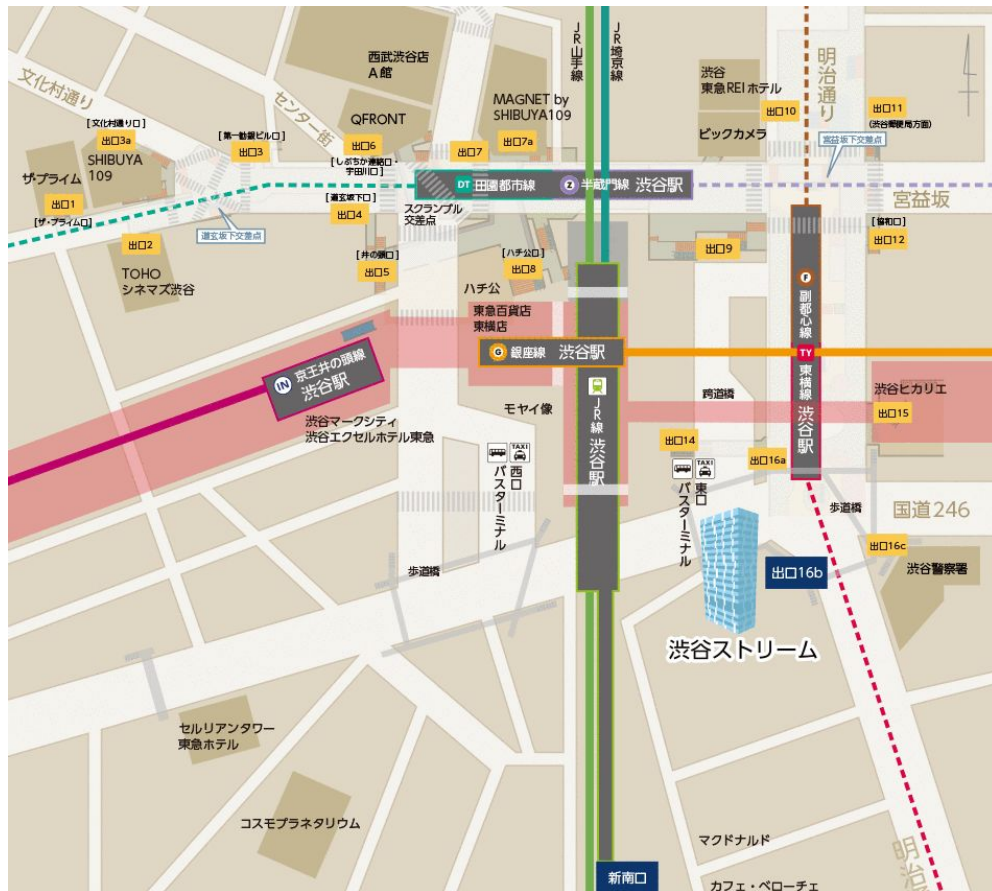 JR山手線
JR埼京線
明治通り
文化村通り
西武渋谷店
A館
センター街
QFRONT
MAGNET by
SHIBUYA109
渋谷
東急REIホテル
ビックカメラ
出口10
出口11
(渋谷郵便局方面)
宮益坂下交差点
[文化村通り口]
出口3a
SHIBUYA
109
[第一勧銀ビル口]
出口3
出口6
[しぶちか連絡口・
宇田川口]
出口7
出口7a
ザ・プライム
出口1
[ザ・プライム口]
DT 田園都市線
Z 半蔵門線 渋谷駅
宮益坂
[道玄坂下口]
出口4
スクランブル
交差点
道玄坂下交差点
出口2
TOHO
シネマズ渋谷
[井の頭口]
出口5
[ハチ公口]
出口8
出口9
[協和口]
出口12
ハチ公
東急百貨店
東横店
F 副都心線
TY 東横線 渋谷駅
G 銀座線 渋谷駅
IN 京王井の頭線
渋谷駅
JR線 渋谷駅
渋谷マークシティ
渋谷エクセルホテル東急
モヤイ像
跨道橋
渋谷ヒカリエ
出口15
出口14
出口16a
TAXI
西口
バスターミナル
TAXI
東口
バスターミナル
歩道橋
国道246
出口16c
渋谷警察署
出口16b
歩道橋
渋谷ストリーム
セルリアンタワー
東急ホテル
コスモプラネタリウム
マクドナルド
明治
新南口
カフェ・ベローチェ